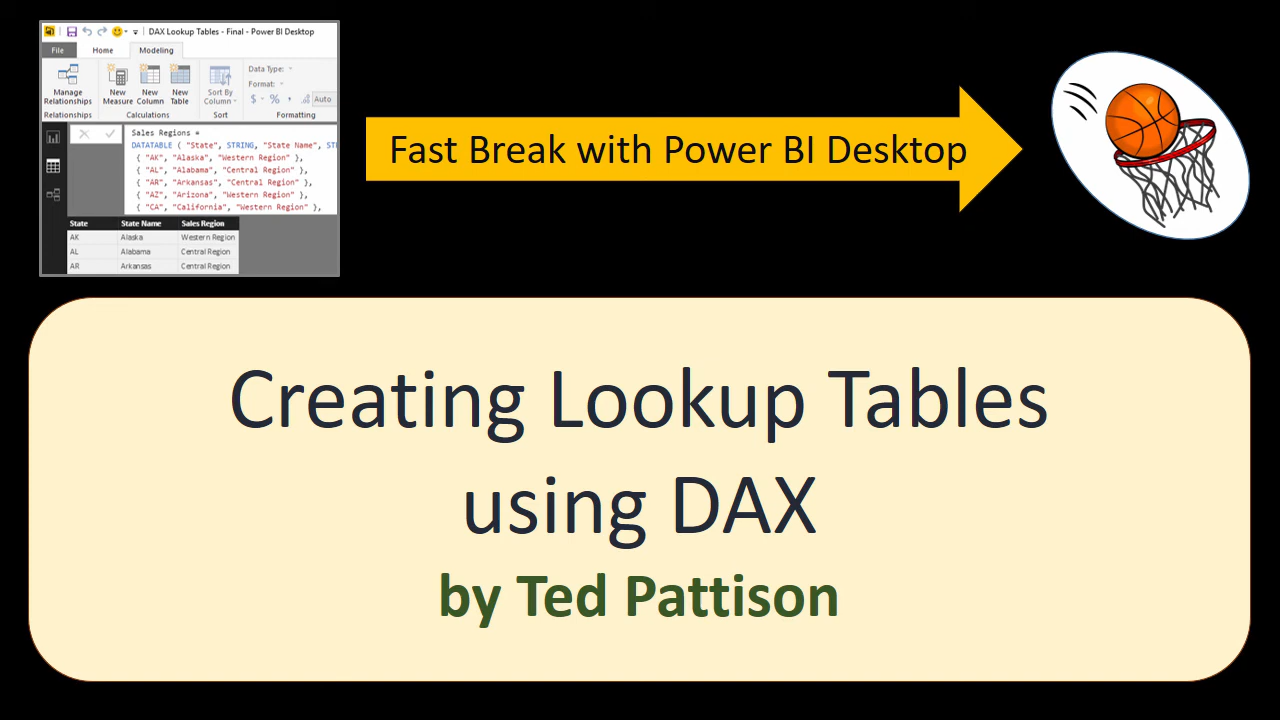 DAX Lookup Tables - Final - Power BI Desktop
File Home Modeling
Manage Relationships
New Measure
New Column
New Table
Sort By Column
Data Type:
Format:
$ % , .00 Auto
Relationships Calculations Sort Formatting
Sales Regions =
DATATABLE ( "State", STRING, "State Name", ST
{ "AK", "Alaska", "Western Region" },
{ "AL", "Alabama", "Central Region" },
{ "AR", "Arkansas", "Central Region" },
{ "AZ", "Arizona", "Western Region" },
{ "CA", "California", "Western Region" },
State State Name Sales Region
AK Alaska Western Region
AL Alabama Central Region
AR Arkansas Central Region
Fast Break with Power BI Desktop
Creating Lookup Tables
using DAX
by Ted Pattison